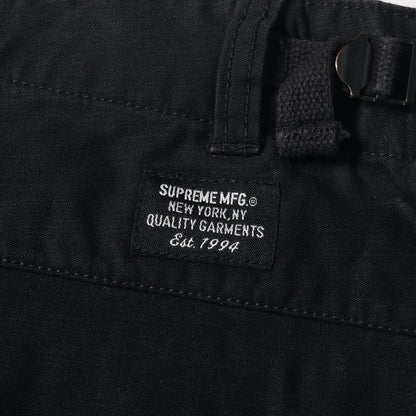 SUPREME MFG.®
NEW YORK, NY
QUALITY GARMENTS
Est. 1994